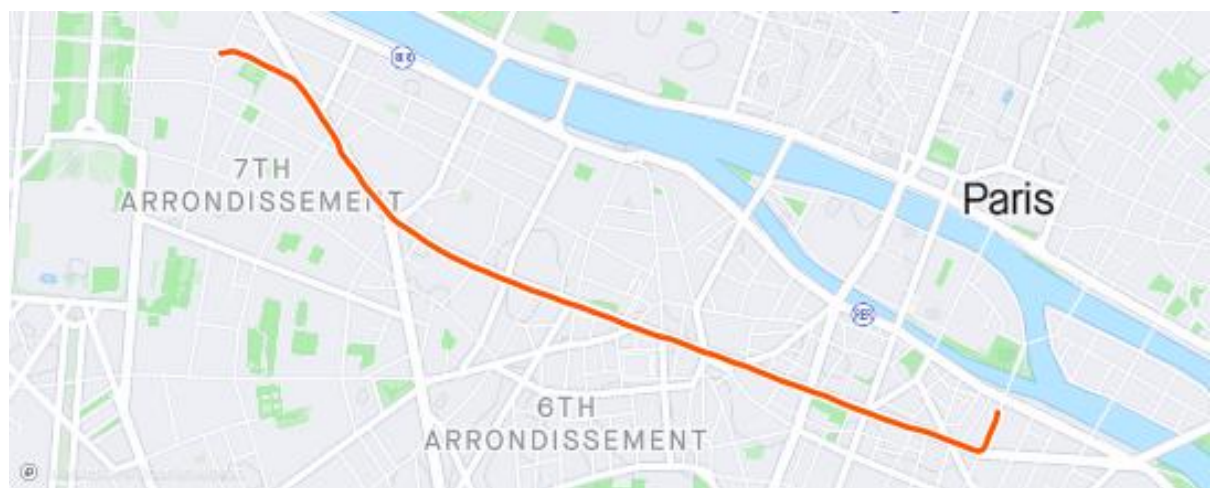 7TH
ARRONDISSEMENT
Paris
6TH
ARRONDISSEMENT